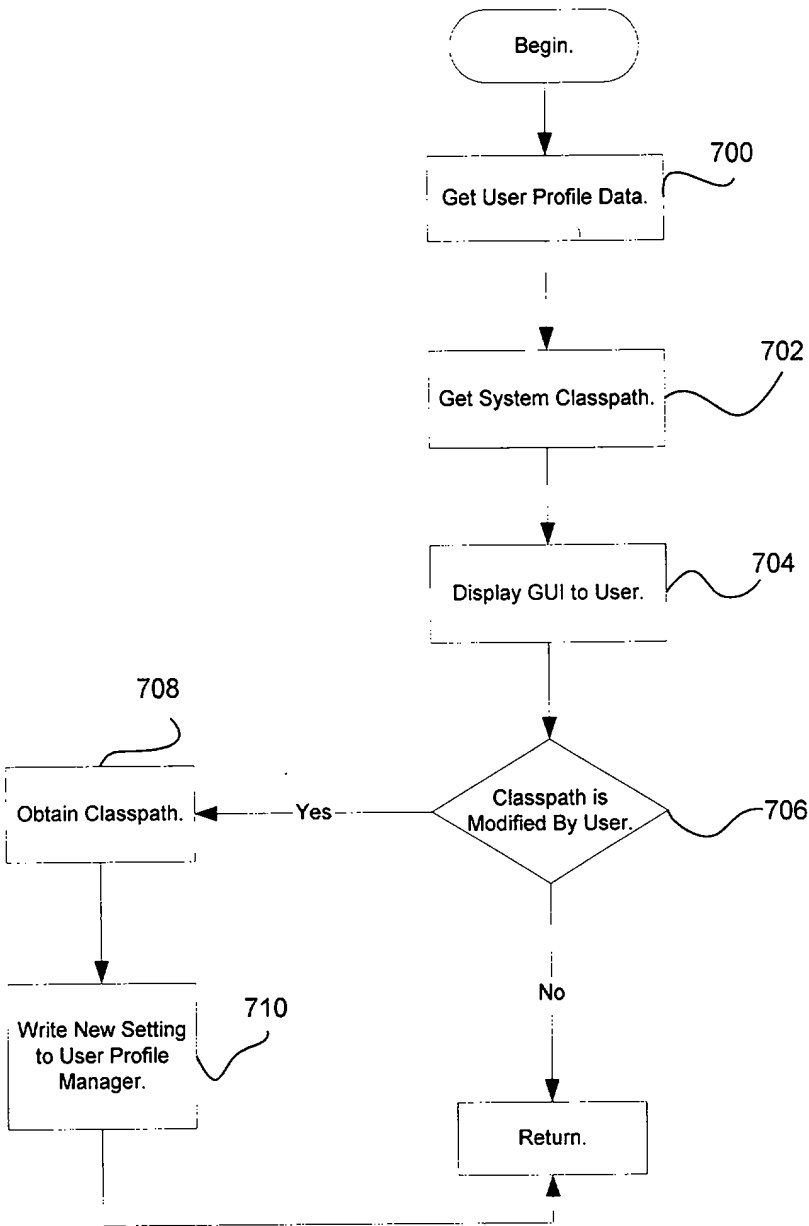 Begin.
700
Get User Profile Data.
702
Get System Classpath.
704
Display GUI to User.
708
Obtain Classpath.
Yes
Classpath is
Modified By User.
706
No
710
Write New Setting
to User Profile
Manager.
Return.